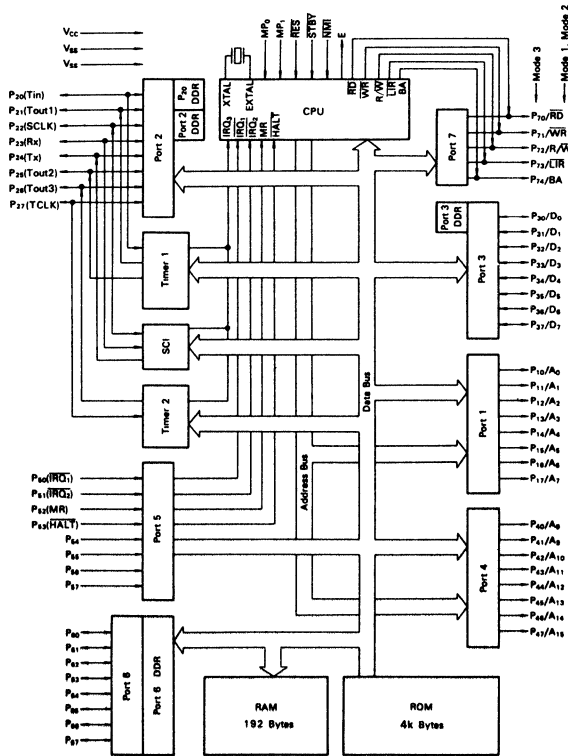 VCC
VSS
VSS
MP0
MP1
RES
STBY
NMI
E
Mode 3
Mode 1, Mode 2
XTAL
EXTAL
RD
WR
R/W
LIR
BA
CPU
IRQ3
IRQ1
IRQ2
MR
HALT
P20(Tin)
P21(Tout1)
P22(SCLK)
P23(Rx)
P24(Tx)
P25(Tout2)
P26(Tout3)
P27(TCLK)
Port 2
P20
DDR
Port 2
DDR
Port 7
P70/RD
P71/WR
P72/R/W
P73/LIR
P74/BA
Timer 1
SCI
Timer 2
Port 3
DDR
Port 3
P30/D0
P31/D1
P32/D2
P33/D3
P34/D4
P35/D5
P36/D6
P37/D7
Data Bus
Address Bus
Port 1
P10/A0
P11/A1
P12/A2
P13/A3
P14/A4
P15/A5
P16/A6
P17/A7
P50(IRQ1)
P51(IRQ2)
P52(MR)
P53(HALT)
P54
P55
P56
P57
Port 5
Port 4
P40/A8
P41/A9
P42/A10
P43/A11
P44/A12
P45/A13
P46/A14
P47/A15
P60
P61
P62
P63
P64
P65
P66
P67
Port 6
Port 6 DDR
RAM
192 Bytes
ROM
4k Bytes